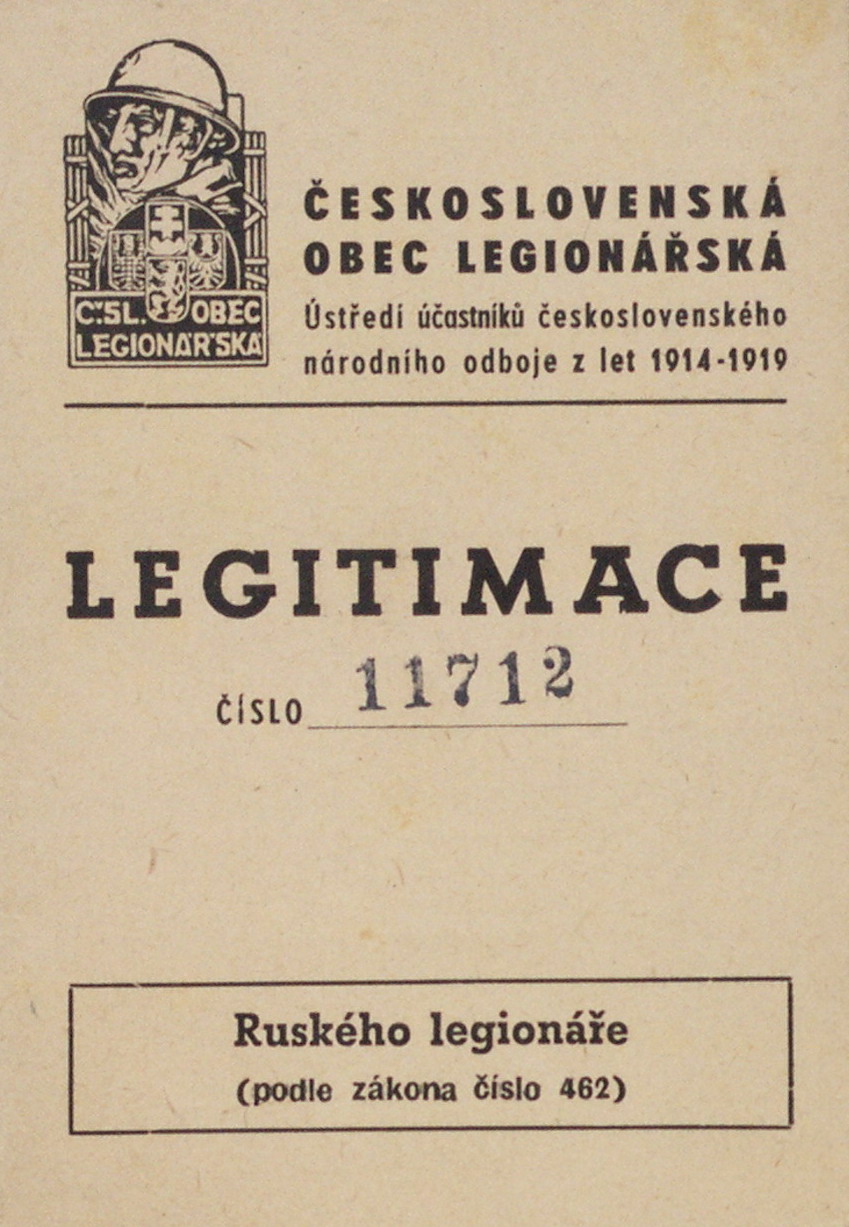 Č.SL. OBEC
LEGIONÁŘSKÁ
ČESKOSLOVENSKÁ
OBEC LEGIONÁŘSKÁ
Ústředí účastníků československého
národního odboje z let 1914-1919
LEGITIMACE
ČÍSLO 11712
Ruského legionáře
(podle zákona číslo 462)